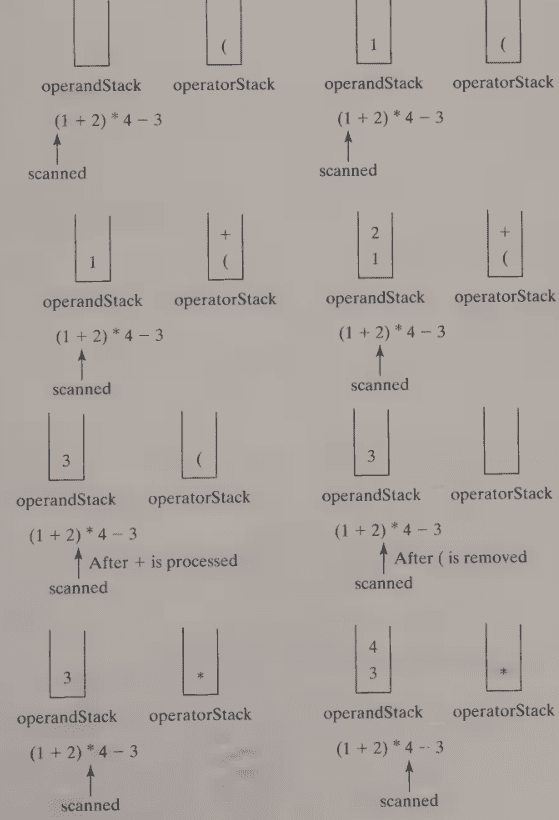 ( 1 (
operandStack operatorStack operandStack operatorStack
(1 + 2) * 4 – 3 (1 + 2) * 4 – 3
scanned scanned
+ 2 +
1 ( 1 (
operandStack operatorStack operandStack operatorStack
(1 + 2) * 4 – 3 (1 + 2) * 4 – 3
scanned scanned
3 ( 3
operandStack operatorStack operandStack operatorStack
(1 + 2) * 4 – 3 (1 + 2) * 4 – 3
After + is processed After ( is removed
scanned scanned
4
3 * 3 *
operandStack operatorStack operandStack operatorStack
(1 + 2) * 4 – 3 (1 + 2) * 4 – 3
scanned scanned